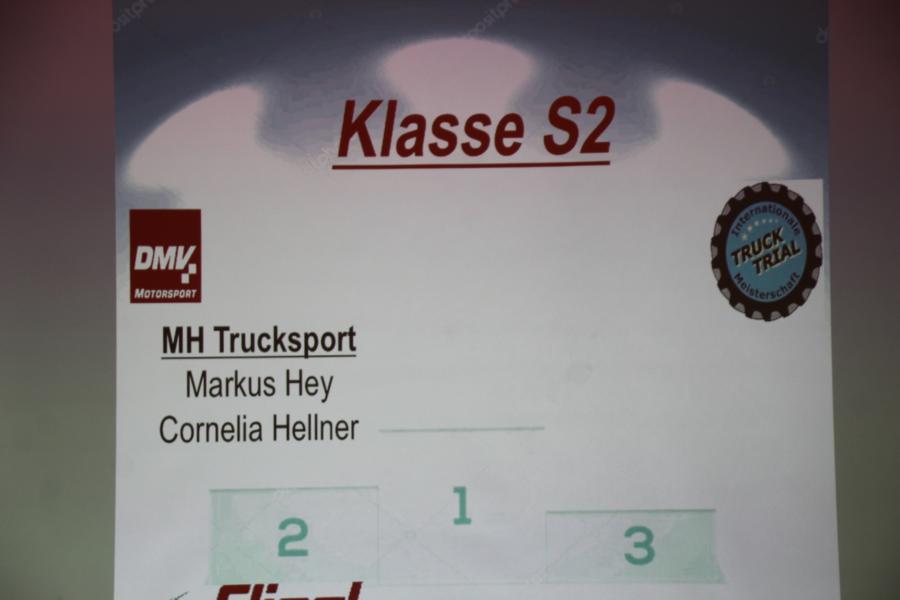 Klasse S2
DMV
MOTORSPORT
Internationale
TRUCK
TRIAL
Meisterschaft
MH Trucksport
Markus Hey
Cornelia Hellner
1
2
3